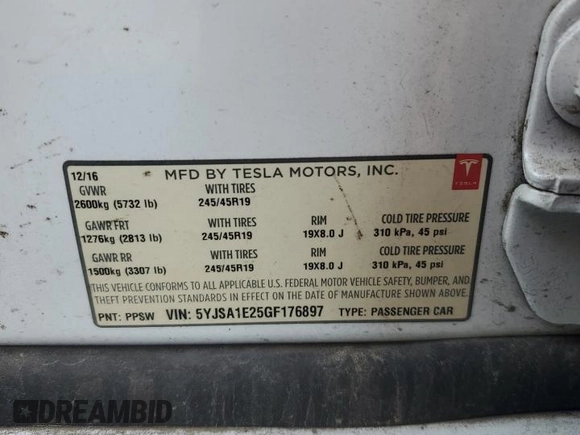 12/16 MFD BY TESLA MOTORS, INC.
TESLA
GVWR WITH TIRES
2600kg (5732 lb) 245/45R19
GAWR FRT WITH TIRES RIM COLD TIRE PRESSURE
1276kg (2813 lb) 245/45R19 19X8.0 J 310 kPa, 45 psi
GAWR RR WITH TIRES RIM COLD TIRE PRESSURE
1500kg (3307 lb) 245/45R19 19X8.0 J 310 kPa, 45 psi
THIS VEHICLE CONFORMS TO ALL APPLICABLE U.S. FEDERAL MOTOR VEHICLE SAFETY, BUMPER, AND
THEFT PREVENTION STANDARDS IN EFFECT ON THE DATE OF MANUFACTURE SHOWN ABOVE.
PNT: PPSW VIN: 5YJSA1E25GF176897 TYPE: PASSENGER CAR
DREAMBID